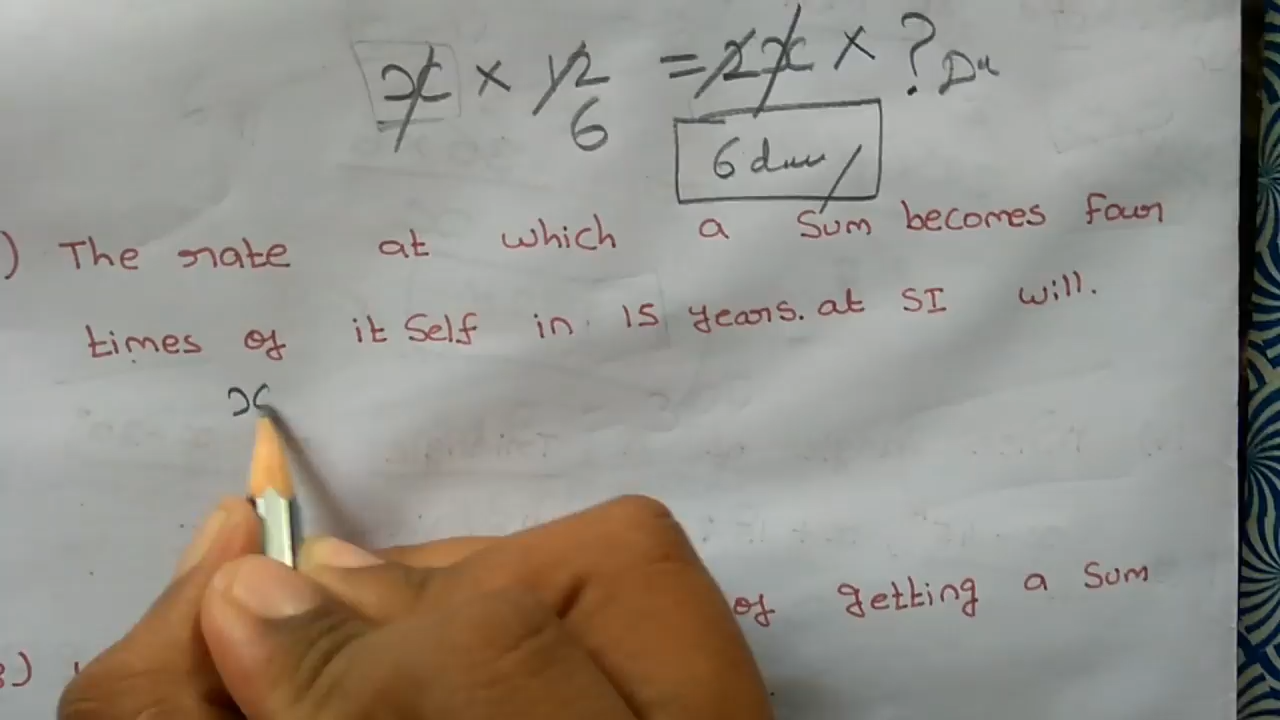 x × 12 = 2x × ?
6
6
) The rate at which a Sum becomes four
times of it Self in 15 years. at SI will.
x
of getting a Sum
)